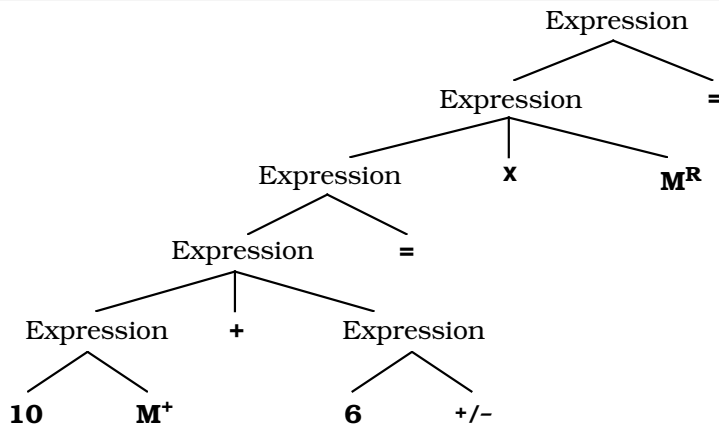 Expression
Expression =
Expression x M^R
Expression =
Expression + Expression
10 M^+ 6 +/−